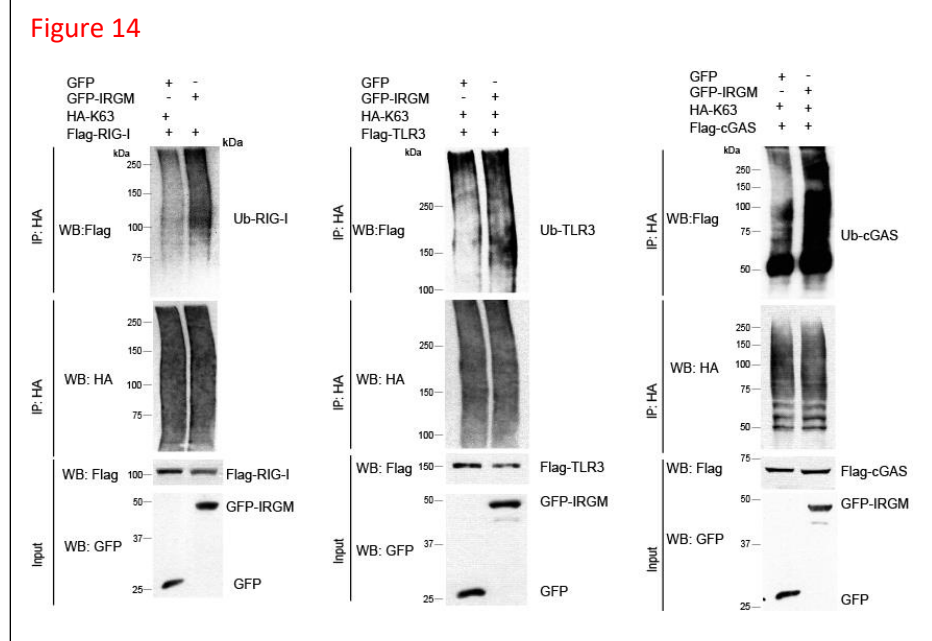 Figure 14
GFP + -
GFP-IRGM - +
HA-K63 +
Flag-RIG-I + +
kDa
kDa
250
150
100
75
IP: HA
WB:Flag
Ub-RIG-I
250
150
100
75
IP: HA
WB: HA
WB: Flag
100
Flag-RIG-I
50
37
25
Input
WB: GFP
GFP-IRGM
GFP
GFP + -
GFP-IRGM - +
HA-K63 + +
Flag-TLR3 + +
kDa
250
150
100
IP: HA
WB:Flag
Ub-TLR3
250
150
100
IP: HA
WB: HA
WB: Flag
150
Flag-TLR3
50
37
25
Input
WB: GFP
GFP-IRGM
GFP
GFP + -
GFP-IRGM - +
HA-K63 + +
Flag-cGAS + +
kDa
250
150
100
75
50
IP: HA
WB:Flag
Ub-cGAS
250
150
100
75
50
IP: HA
WB: HA
75
WB: Flag
Flag-cGAS
50
37
25
Input
WB: GFP
GFP-IRGM
GFP